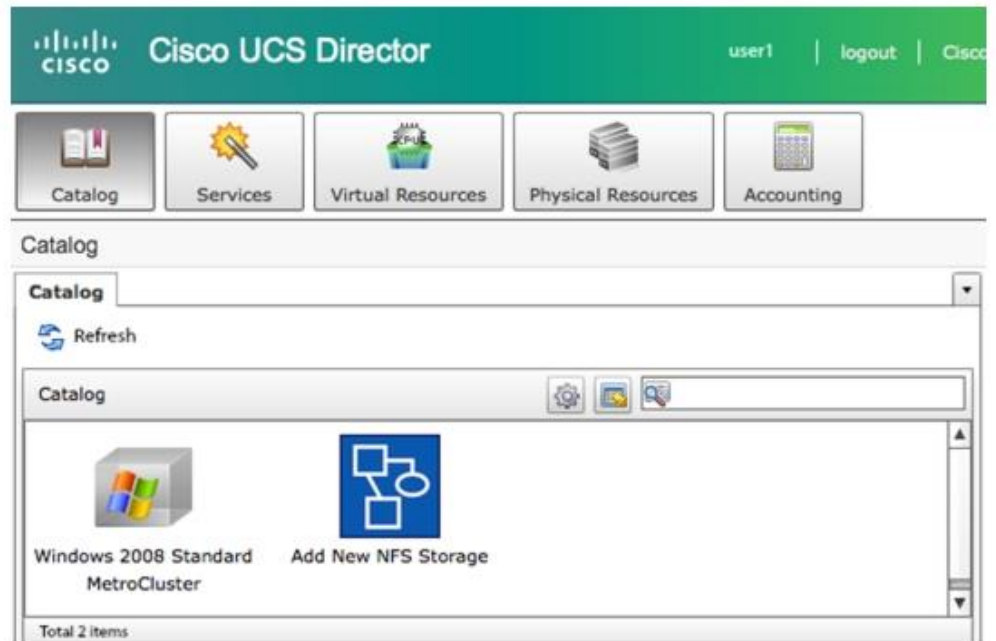 CISCO Cisco UCS Director user1 | logout | Cisco
CPU
Catalog Services Virtual Resources Physical Resources Accounting
Catalog
Catalog
Refresh
Catalog
Windows 2008 Standard MetroCluster
Add New NFS Storage
Total 2 items